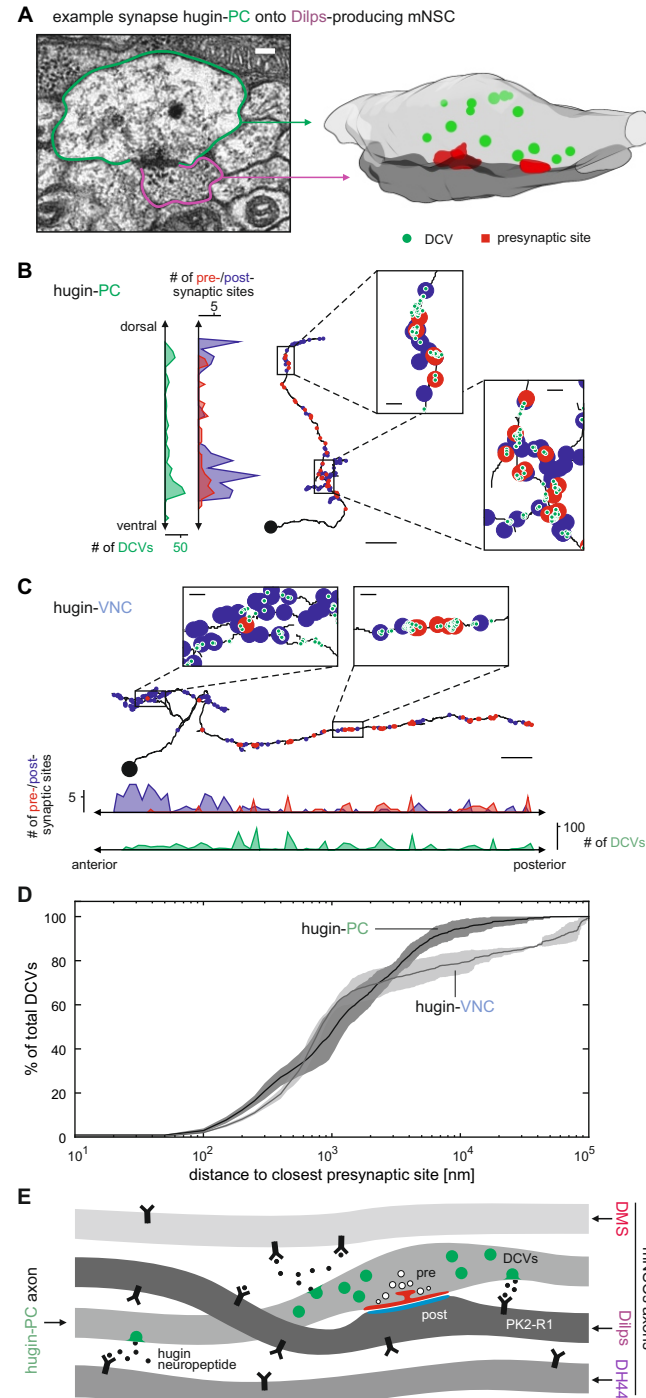 A example synapse hugin-PC onto Dilps-producing mNSC
DCV presynaptic site
B
hugin-PC
# of pre-/post-
synaptic sites
5
dorsal
ventral
# of DCVs
50
C
hugin-VNC
# of pre-/post-
synaptic sites
5
100
# of DCVs
anterior
posterior
D
% of total DCVs
100
80
60
40
20
0
hugin-PC
hugin-VNC
10¹ 10² 10³ 10⁴ 10⁵
distance to closest presynaptic site [nm]
E
hugin-PC axon
pre
DCVs
post
PK2-R1
hugin
neuropeptide
DMS
Dilps
DH44